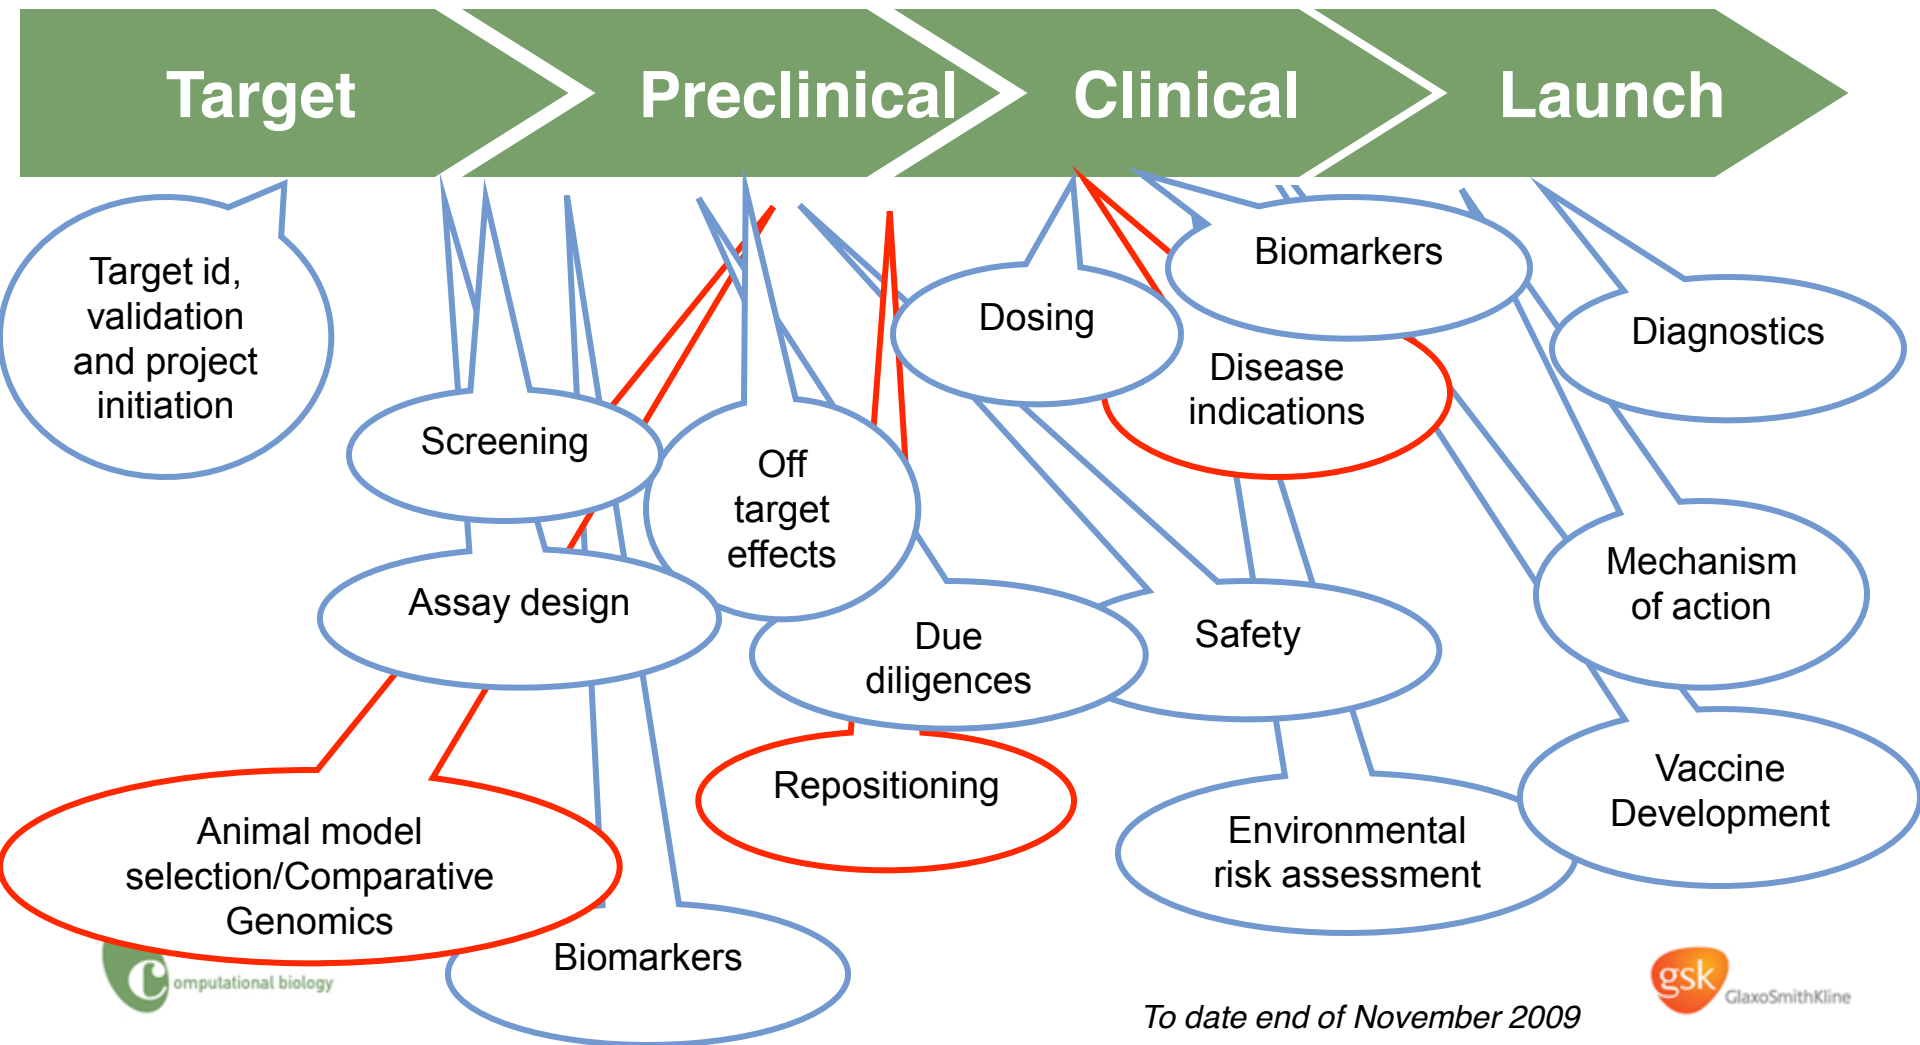 Target
Preclinical
Clinical
Launch
Target id,
validation
and project
initiation
Screening
Assay design
Animal model
selection/Comparative
Genomics
Biomarkers
Off
target
effects
Due
diligences
Repositioning
Dosing
Biomarkers
Disease
indications
Safety
Environmental
risk assessment
Diagnostics
Mechanism
of action
Vaccine
Development
Computational biology
To date end of November 2009
gsk
GlaxoSmithKline